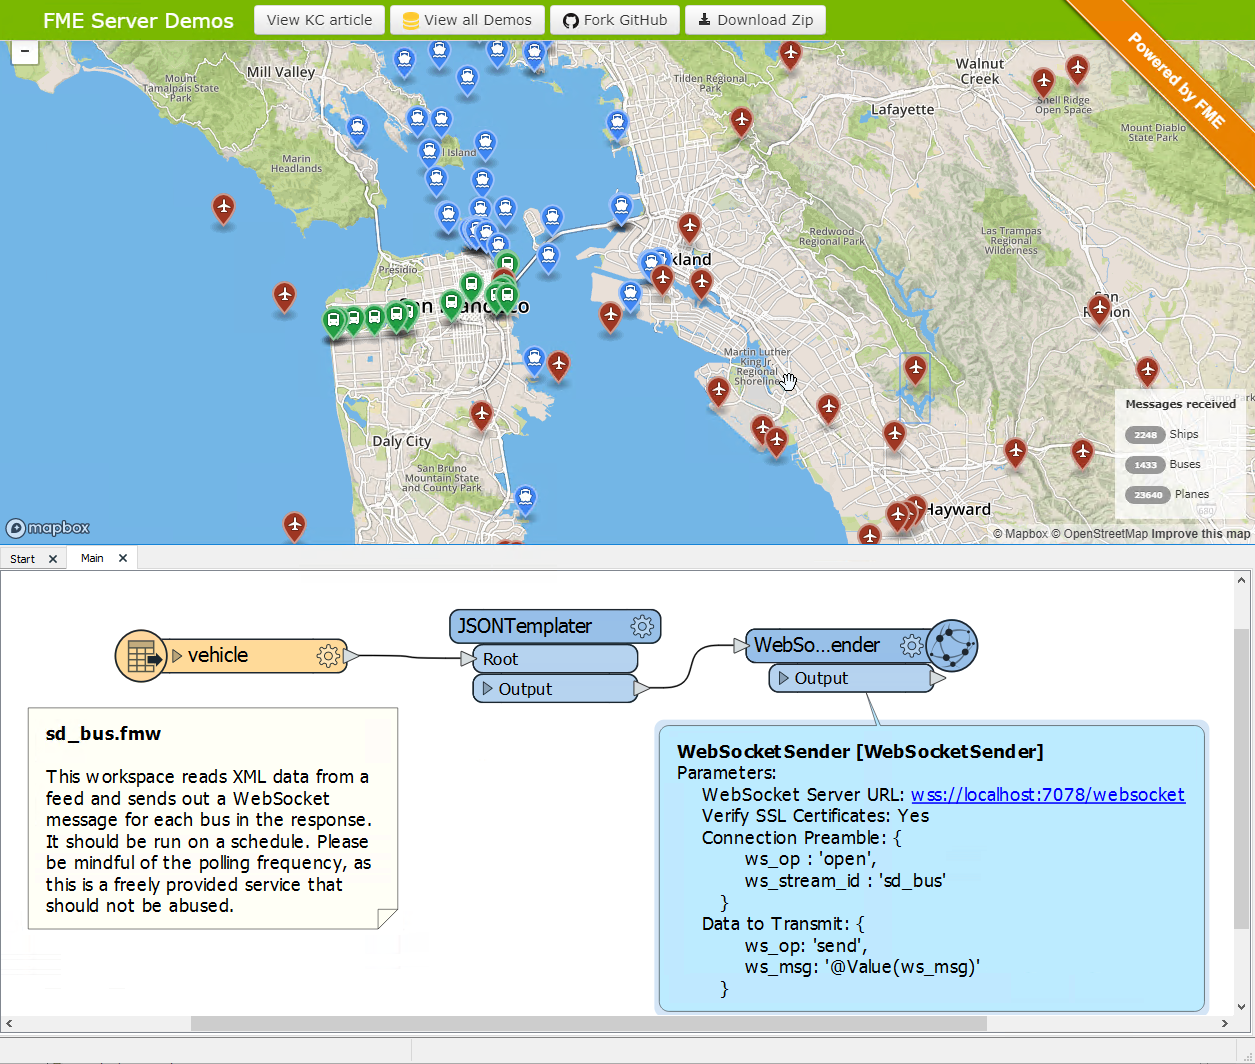 FME Server Demos
View KC article
View all Demos
Fork GitHub
Download Zip
Powered by FME
−
Mill Valley
Mount
Tamalpais State
Park
Marin
Headlands
Island
Presidio
San Francisco
Daly City
San Bruno
Mountain State
and County Park
Tilden Regional
Park
Walnut
Creek
Lafayette
Shell Ridge
Open Space
Mount Diablo
State Park
Redwood
Regional Park
Las Trampas
Regional
Wilderness
kland
San
Ramon
Martin Luther
King Jr.
Regional
Shoreline
Camp Park
Hayward
680
Messages received
2248 Ships
1433 Buses
23640 Planes
mapbox
© Mapbox © OpenStreetMap Improve this map
Start
Main
vehicle
JSONTemplater
Root
Output
WebSo...ender
Output
sd_bus.fmw
This workspace reads XML data from a
feed and sends out a WebSocket
message for each bus in the response.
It should be run on a schedule. Please
be mindful of the polling frequency, as
this is a freely provided service that
should not be abused.
WebSocketSender [WebSocketSender]
Parameters:
WebSocket Server URL: wss://localhost:7078/websocket
Verify SSL Certificates: Yes
Connection Preamble: {
ws_op : 'open',
ws_stream_id : 'sd_bus'
}
Data to Transmit: {
ws_op: 'send',
ws_msg: '@Value(ws_msg)'
}